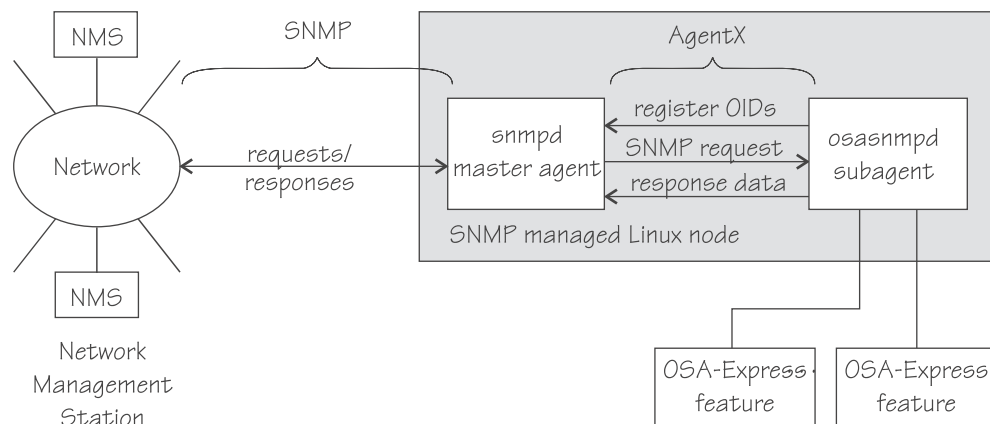 NMS
SNMP
AgentX
Network
requests/
responses
snmpd
master agent
register OIDs
SNMP request
response data
osasnmpd
subagent
SNMP managed Linux node
NMS
Network
Management
Station
OSA-Express
feature
OSA-Express
feature